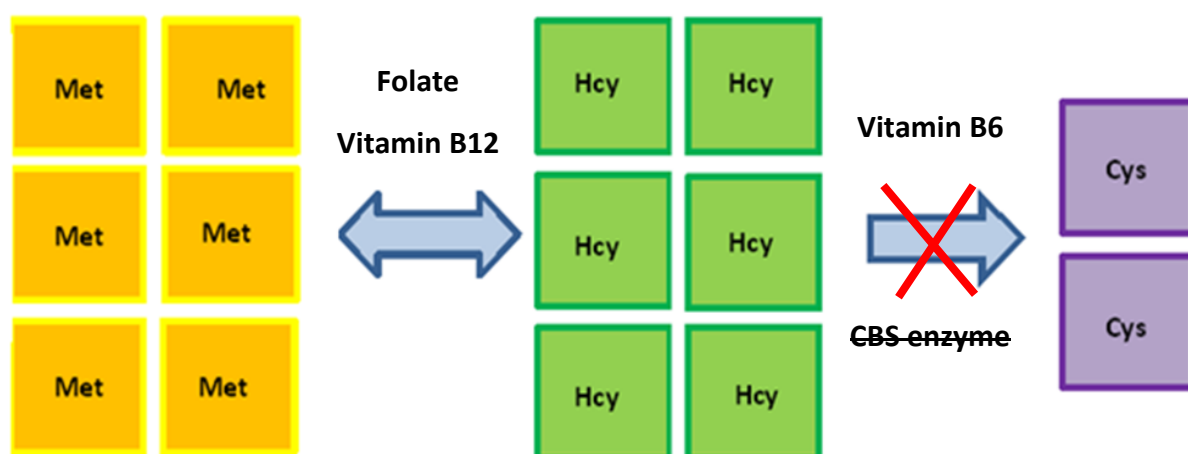 Met Met
Folate
Vitamin B12
Hcy Hcy
Vitamin B6
Cys
Met Met
Hcy Hcy
CBS enzyme
Cys
Met Met
Hcy Hcy